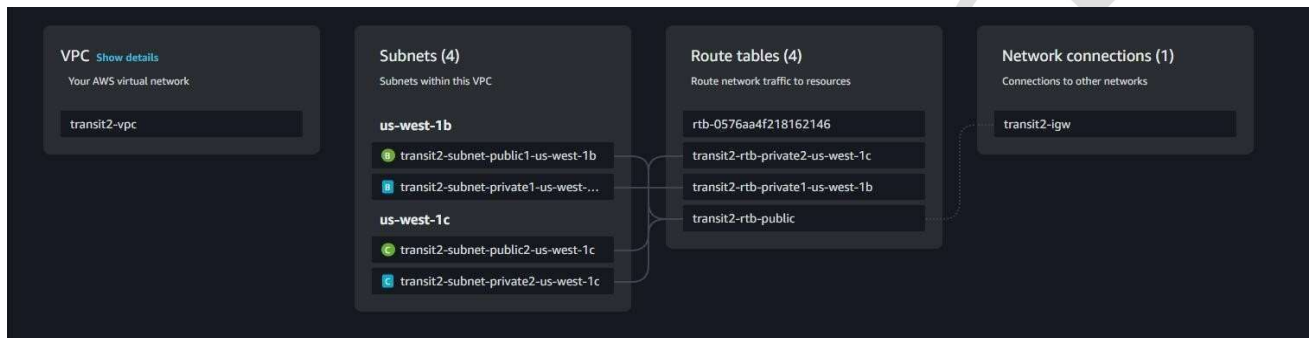 VPC Show details
Your AWS virtual network
transit2-vpc
Subnets (4)
Subnets within this VPC
us-west-1b
B transit2-subnet-public1-us-west-1b
B transit2-subnet-private1-us-west-...
us-west-1c
C transit2-subnet-public2-us-west-1c
C transit2-subnet-private2-us-west-1c
Route tables (4)
Route network traffic to resources
rtb-0576aa4f218162146
transit2-rtb-private2-us-west-1c
transit2-rtb-private1-us-west-1b
transit2-rtb-public
Network connections (1)
Connections to other networks
transit2-igw